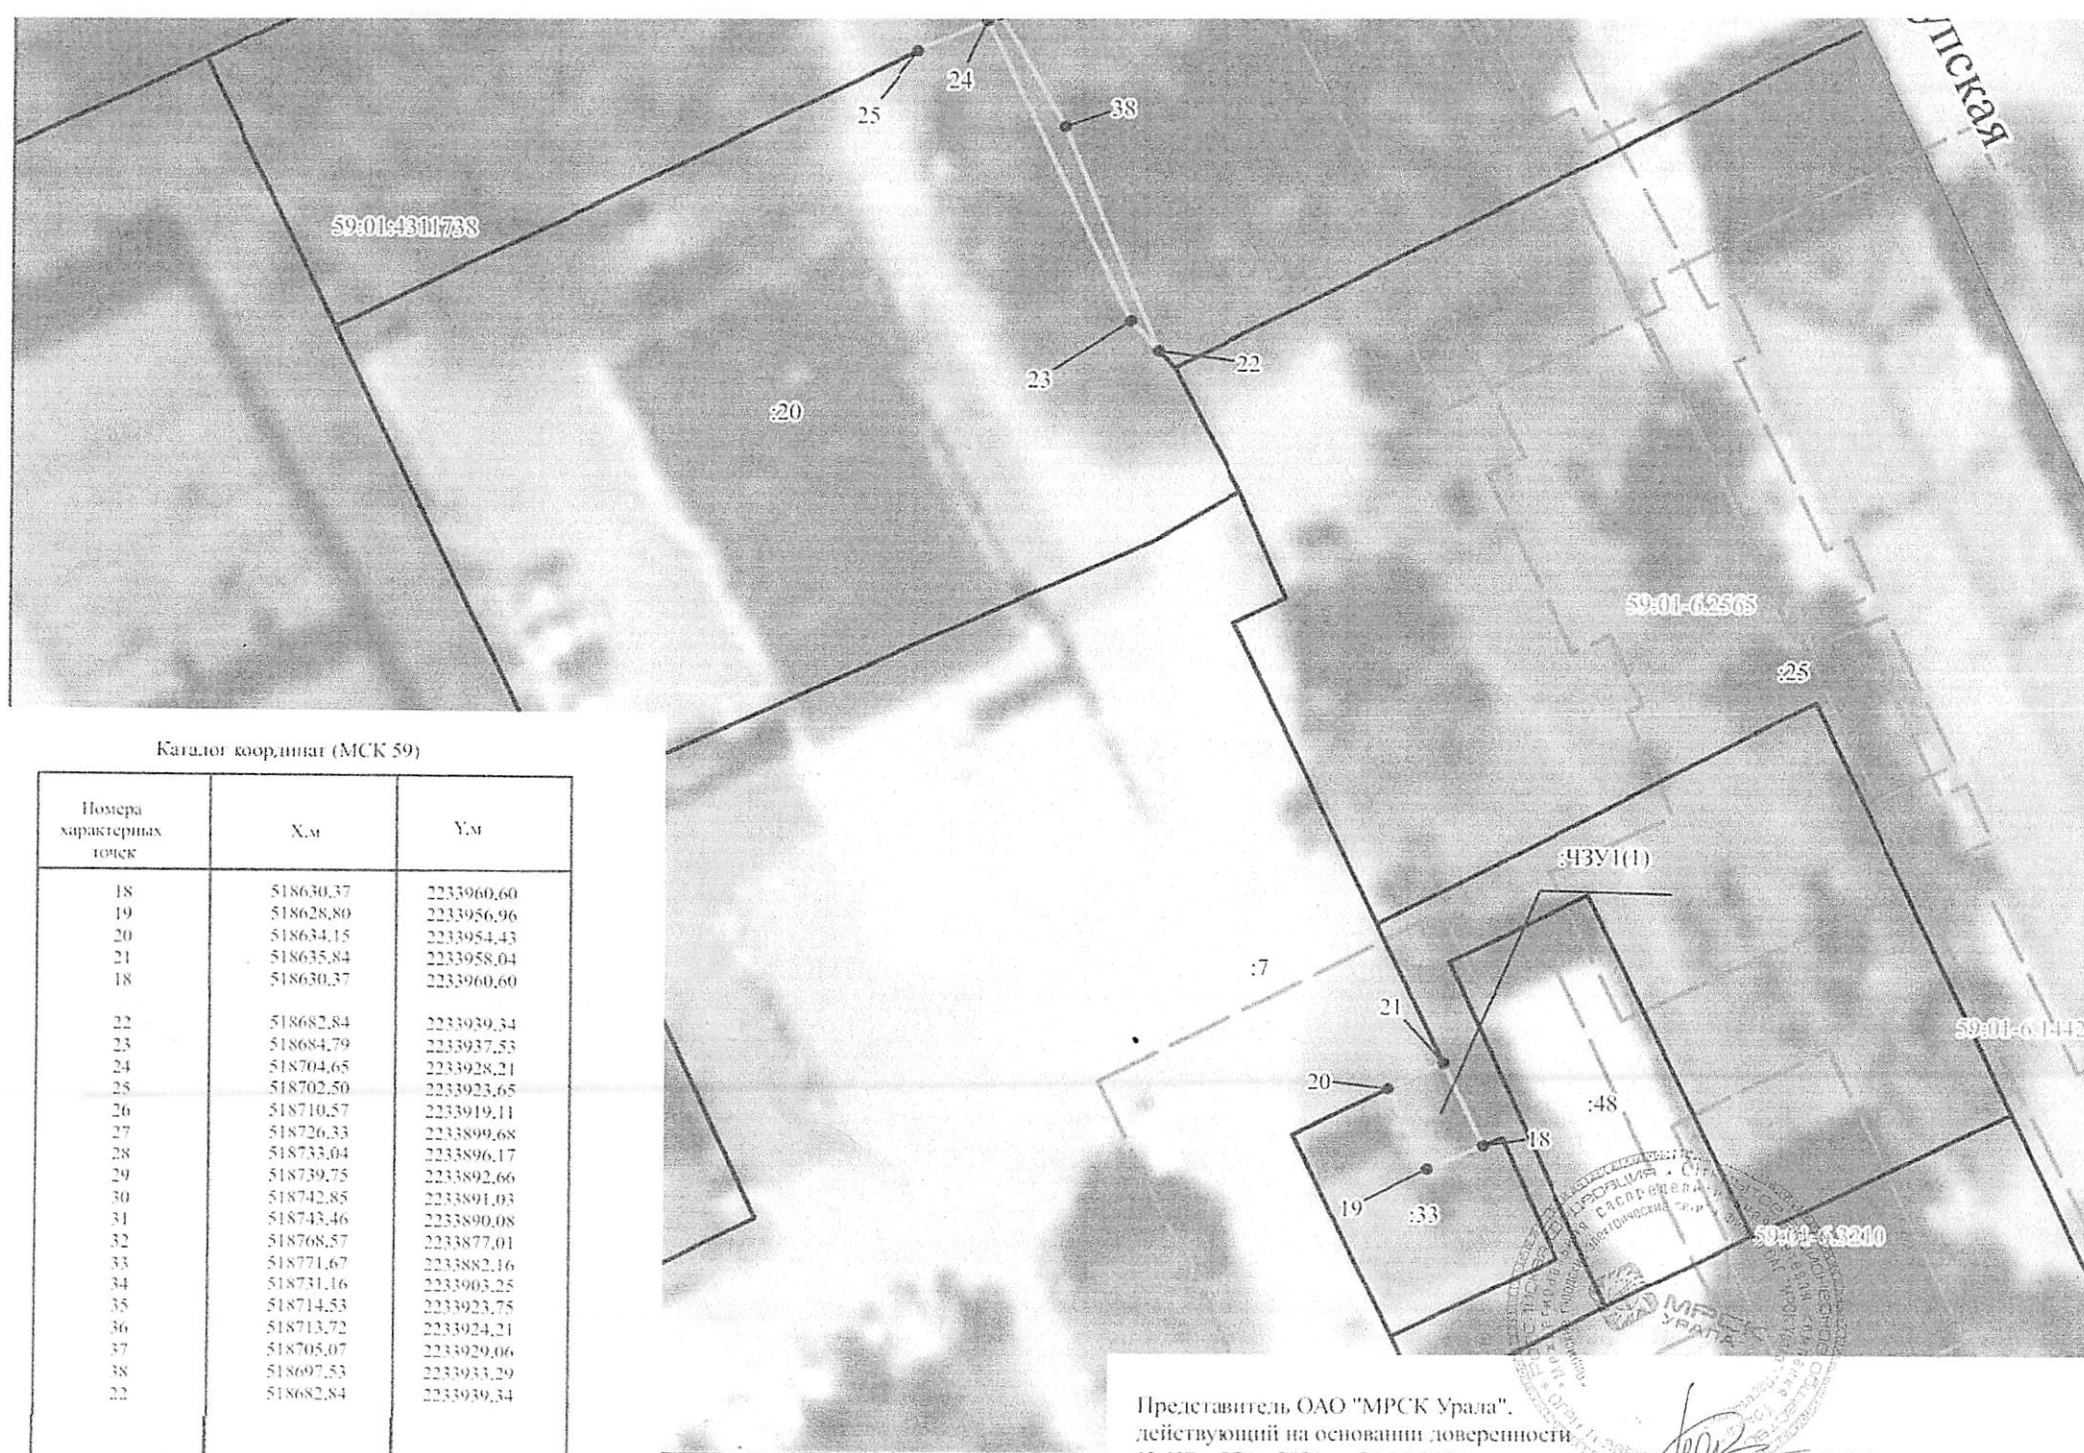 упская
24
25
38
59:01:4311738
23
22
:20
59:01-6.2565
:25
Каталог координат (МСК 59)
Номера характерных точек X,м Y,м
18 518630,37 2233960,60
19 518628,80 2233956,96
20 518634,15 2233954,43
21 518635,84 2233958,04
18 518630,37 2233960,60
22 518682,84 2233939,34
23 518684,79 2233937,53
24 518704,65 2233928,21
25 518702,50 2233923,65
26 518710,57 2233919,11
27 518726,33 2233899,68
28 518733,04 2233896,17
29 518739,75 2233892,66
30 518742,85 2233891,03
31 518743,46 2233890,08
32 518768,57 2233877,01
33 518771,67 2233882,16
34 518731,16 2233903,25
35 518714,53 2233923,75
36 518713,72 2233924,21
37 518705,07 2233929,06
38 518697,53 2233933,29
22 518682,84 2233939,34
:ЧЗУ1(1)
:7
21
59:01-6.1442
20
:48
18
19
:33
59:01-6.3210
МРСК
УРАЛА
Представитель ОАО "МРСК Урала",
действующий на основании доверенности